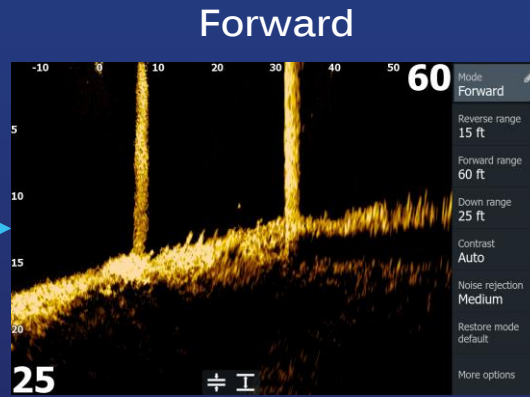 Forward
-10 0 10 20 30 40 50 60
5
10
15
20
25
Mode
Forward
Reverse range
15 ft
Forward range
60 ft
Down range
25 ft
Contrast
Auto
Noise rejection
Medium
Restore mode
default
More options